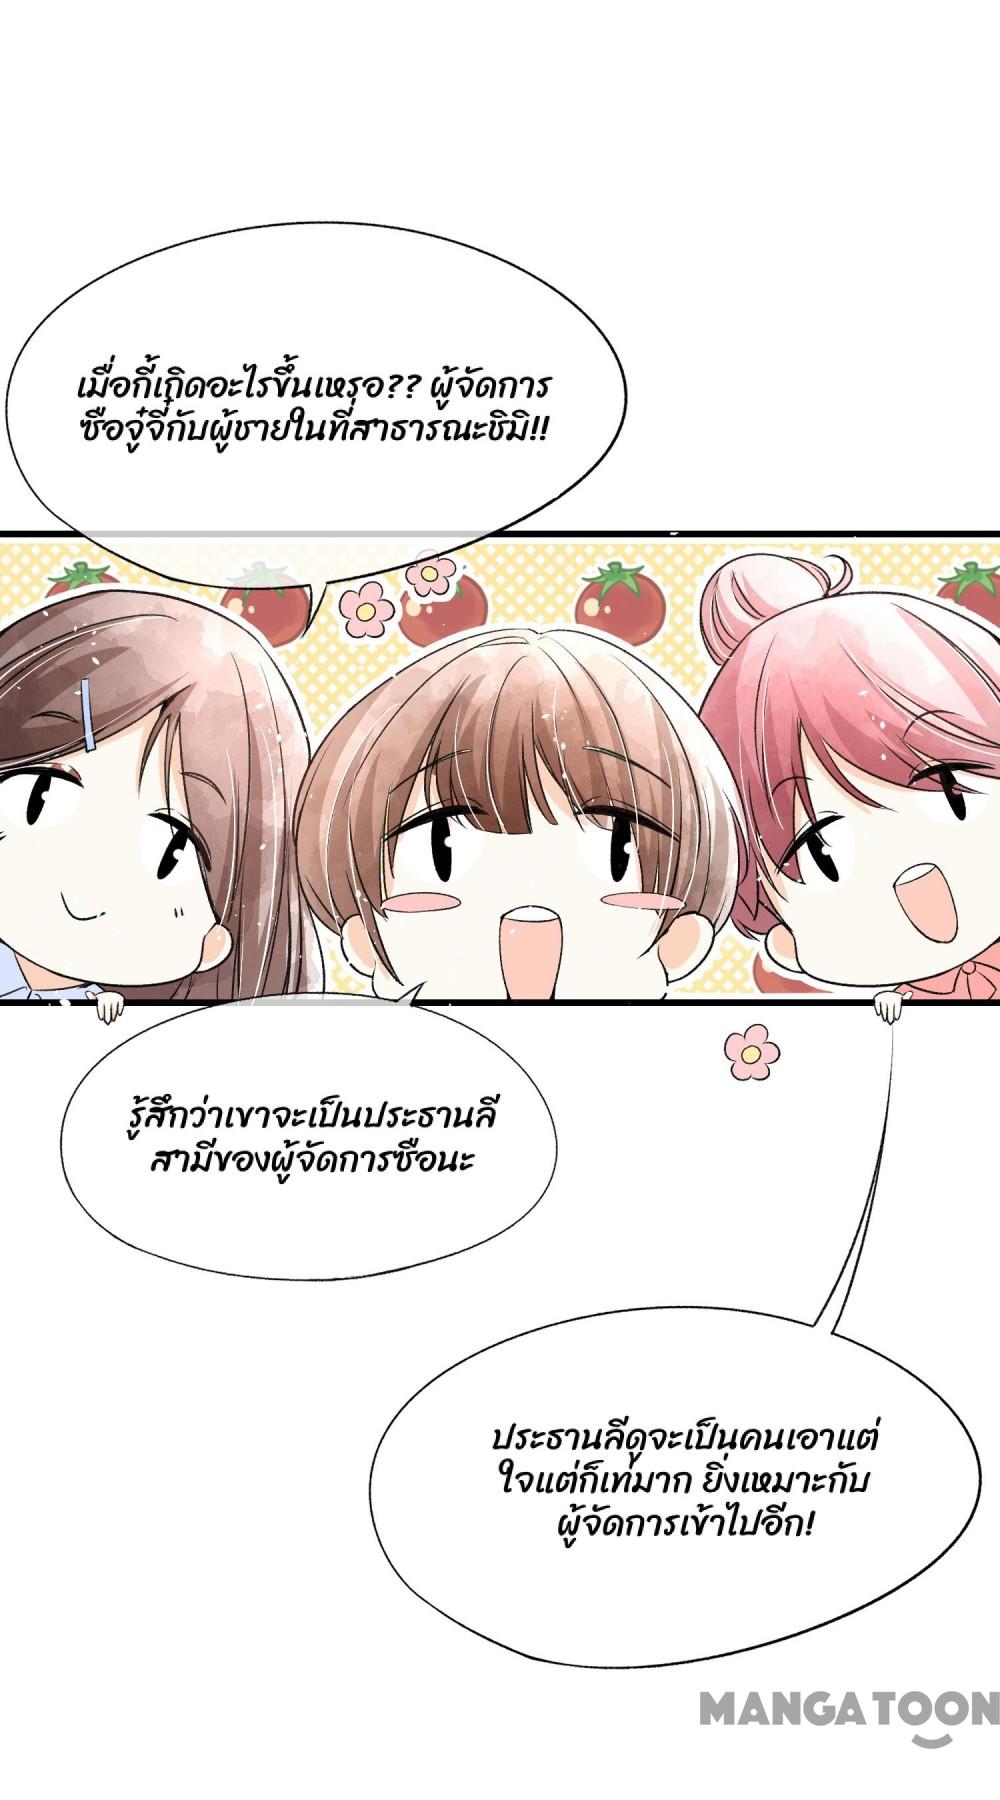 เมื่อกี้เกิดอะไรขึ้นเหรอ?? ผู้จัดการ
ซือจู๋จี๋กับผู้ชายในที่สาธารณะชิมิ!!
รู้สึกว่าเขาจะเป็นประธานลี
สามีของผู้จัดการซือนะ
ประธานลีดูจะเป็นคนเอาแต่
ใจแต่ก็เท่มาก ยิ่งเหมาะกับ
ผู้จัดการเข้าไปอีก!
MANGATOON